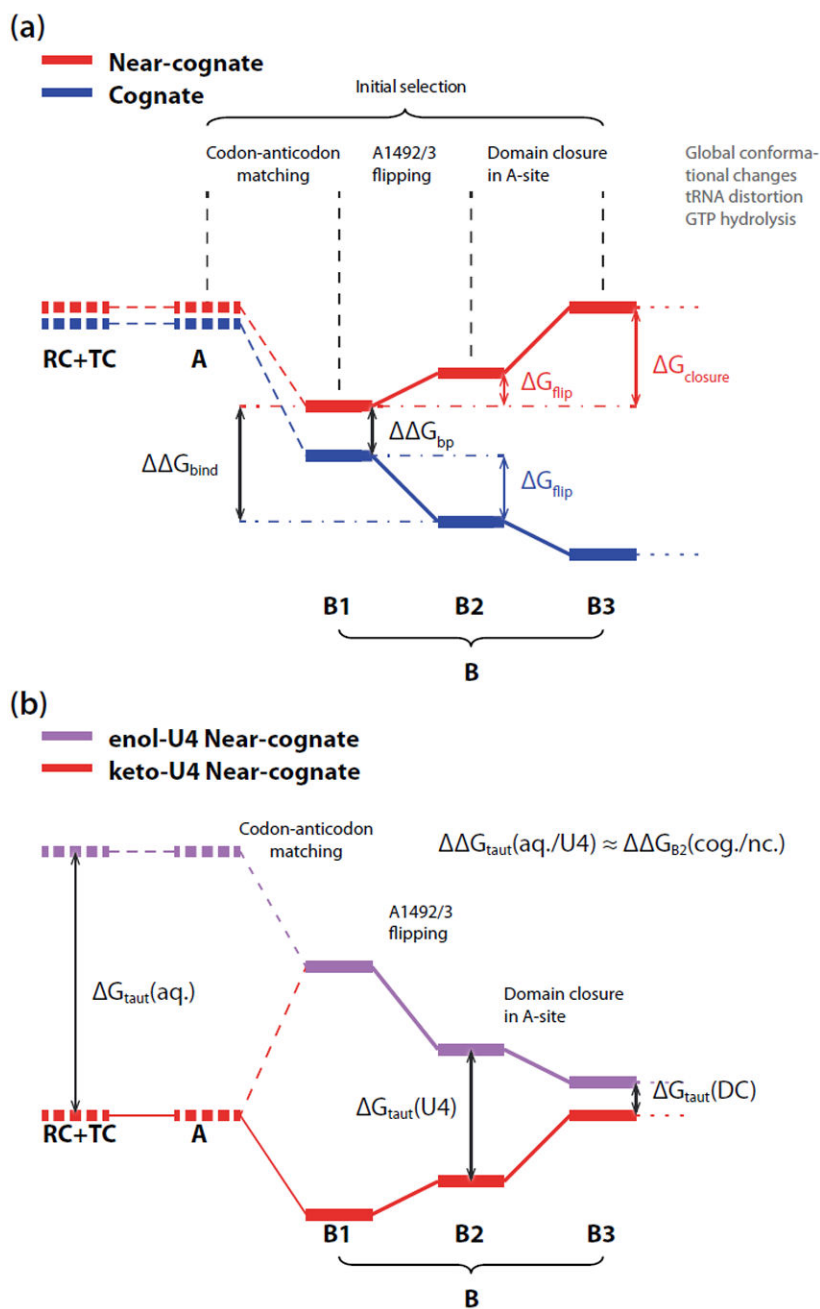 (a)
Near-cognate
Cognate
Initial selection
Codon-anticodon
matching
A1492/3
flipping
Domain closure
in A-site
Global conforma-
tional changes
tRNA distortion
GTP hydrolysis
RC+TC
A
ΔΔGbind
ΔΔGbp
ΔGflip
ΔGclosure
ΔGflip
B1
B2
B3
B
(b)
enol-U4 Near-cognate
keto-U4 Near-cognate
Codon-anticodon
matching
ΔΔGtaut(aq./U4) ≈ ΔΔGB2(cog./nc.)
A1492/3
flipping
Domain closure
in A-site
ΔGtaut(aq.)
ΔGtaut(U4)
ΔGtaut(DC)
RC+TC
A
B1
B2
B3
B